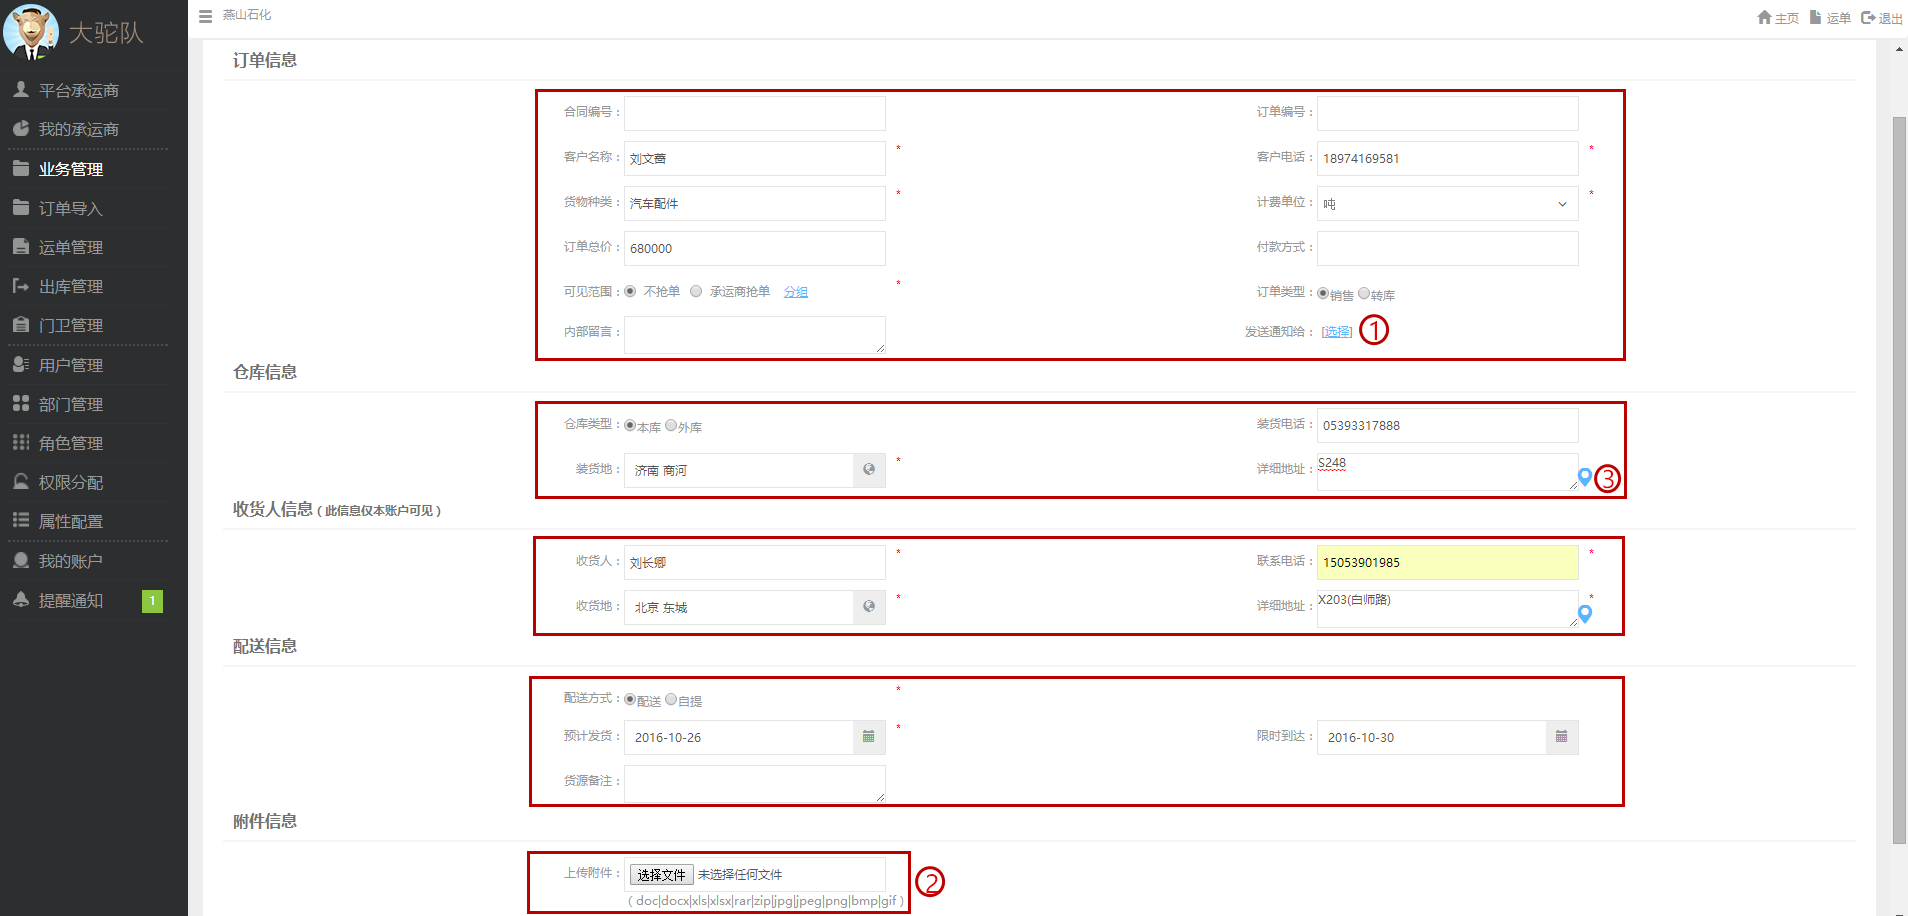 大驼队
燕山石化
主页 运单 退出
平台承运商
我的承运商
业务管理
订单导入
运单管理
出库管理
门卫管理
用户管理
部门管理
角色管理
权限分配
属性配置
我的账户
提醒通知 1
订单信息
合同编号： 订单编号：
客户名称： 刘文蔷 * 客户电话： 18974169581 *
货物种类： 汽车配件 * 计费单位： 吨 *
订单总价： 680000 付款方式：
可见范围： 不抢单 承运商抢单 分组 * 订单类型： 销售 转库
内部留言： 发送通知给： [选择] ①
仓库信息
仓库类型： 本库 外库 装货电话： 05393317888
装货地： 济南 商河 * 详细地址： S248 ③
收货人信息 ( 此信息仅本账户可见 )
收货人： 刘长卿 * 联系电话： 15053901985 *
收货地： 北京 东城 * 详细地址： X203(白师路) *
配送信息
配送方式： 配送 自提 *
预计发货： 2016-10-26 * 限时到达： 2016-10-30
货源备注：
附件信息
上传附件： 选择文件 未选择任何文件 ②
( doc|docx|xls|xlsx|rar|zip|jpg|jpeg|png|bmp|gif )